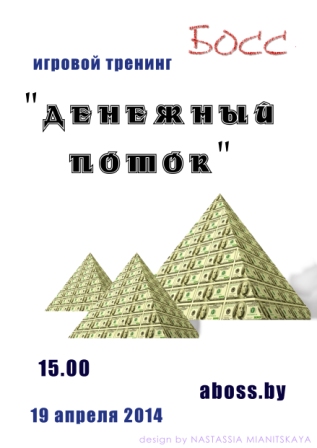 Босс
игровой тренинг
"денежный
поток"
15.00
aboss.by
19 апреля 2014
design by NASTASSIA MIANITSKAYA